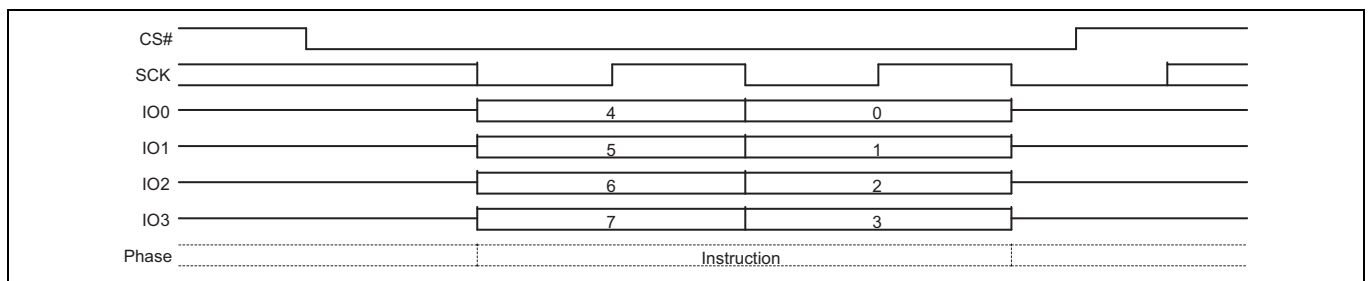 CS#
SCK
IO0 4 0
IO1 5 1
IO2 6 2
IO3 7 3
Phase Instruction